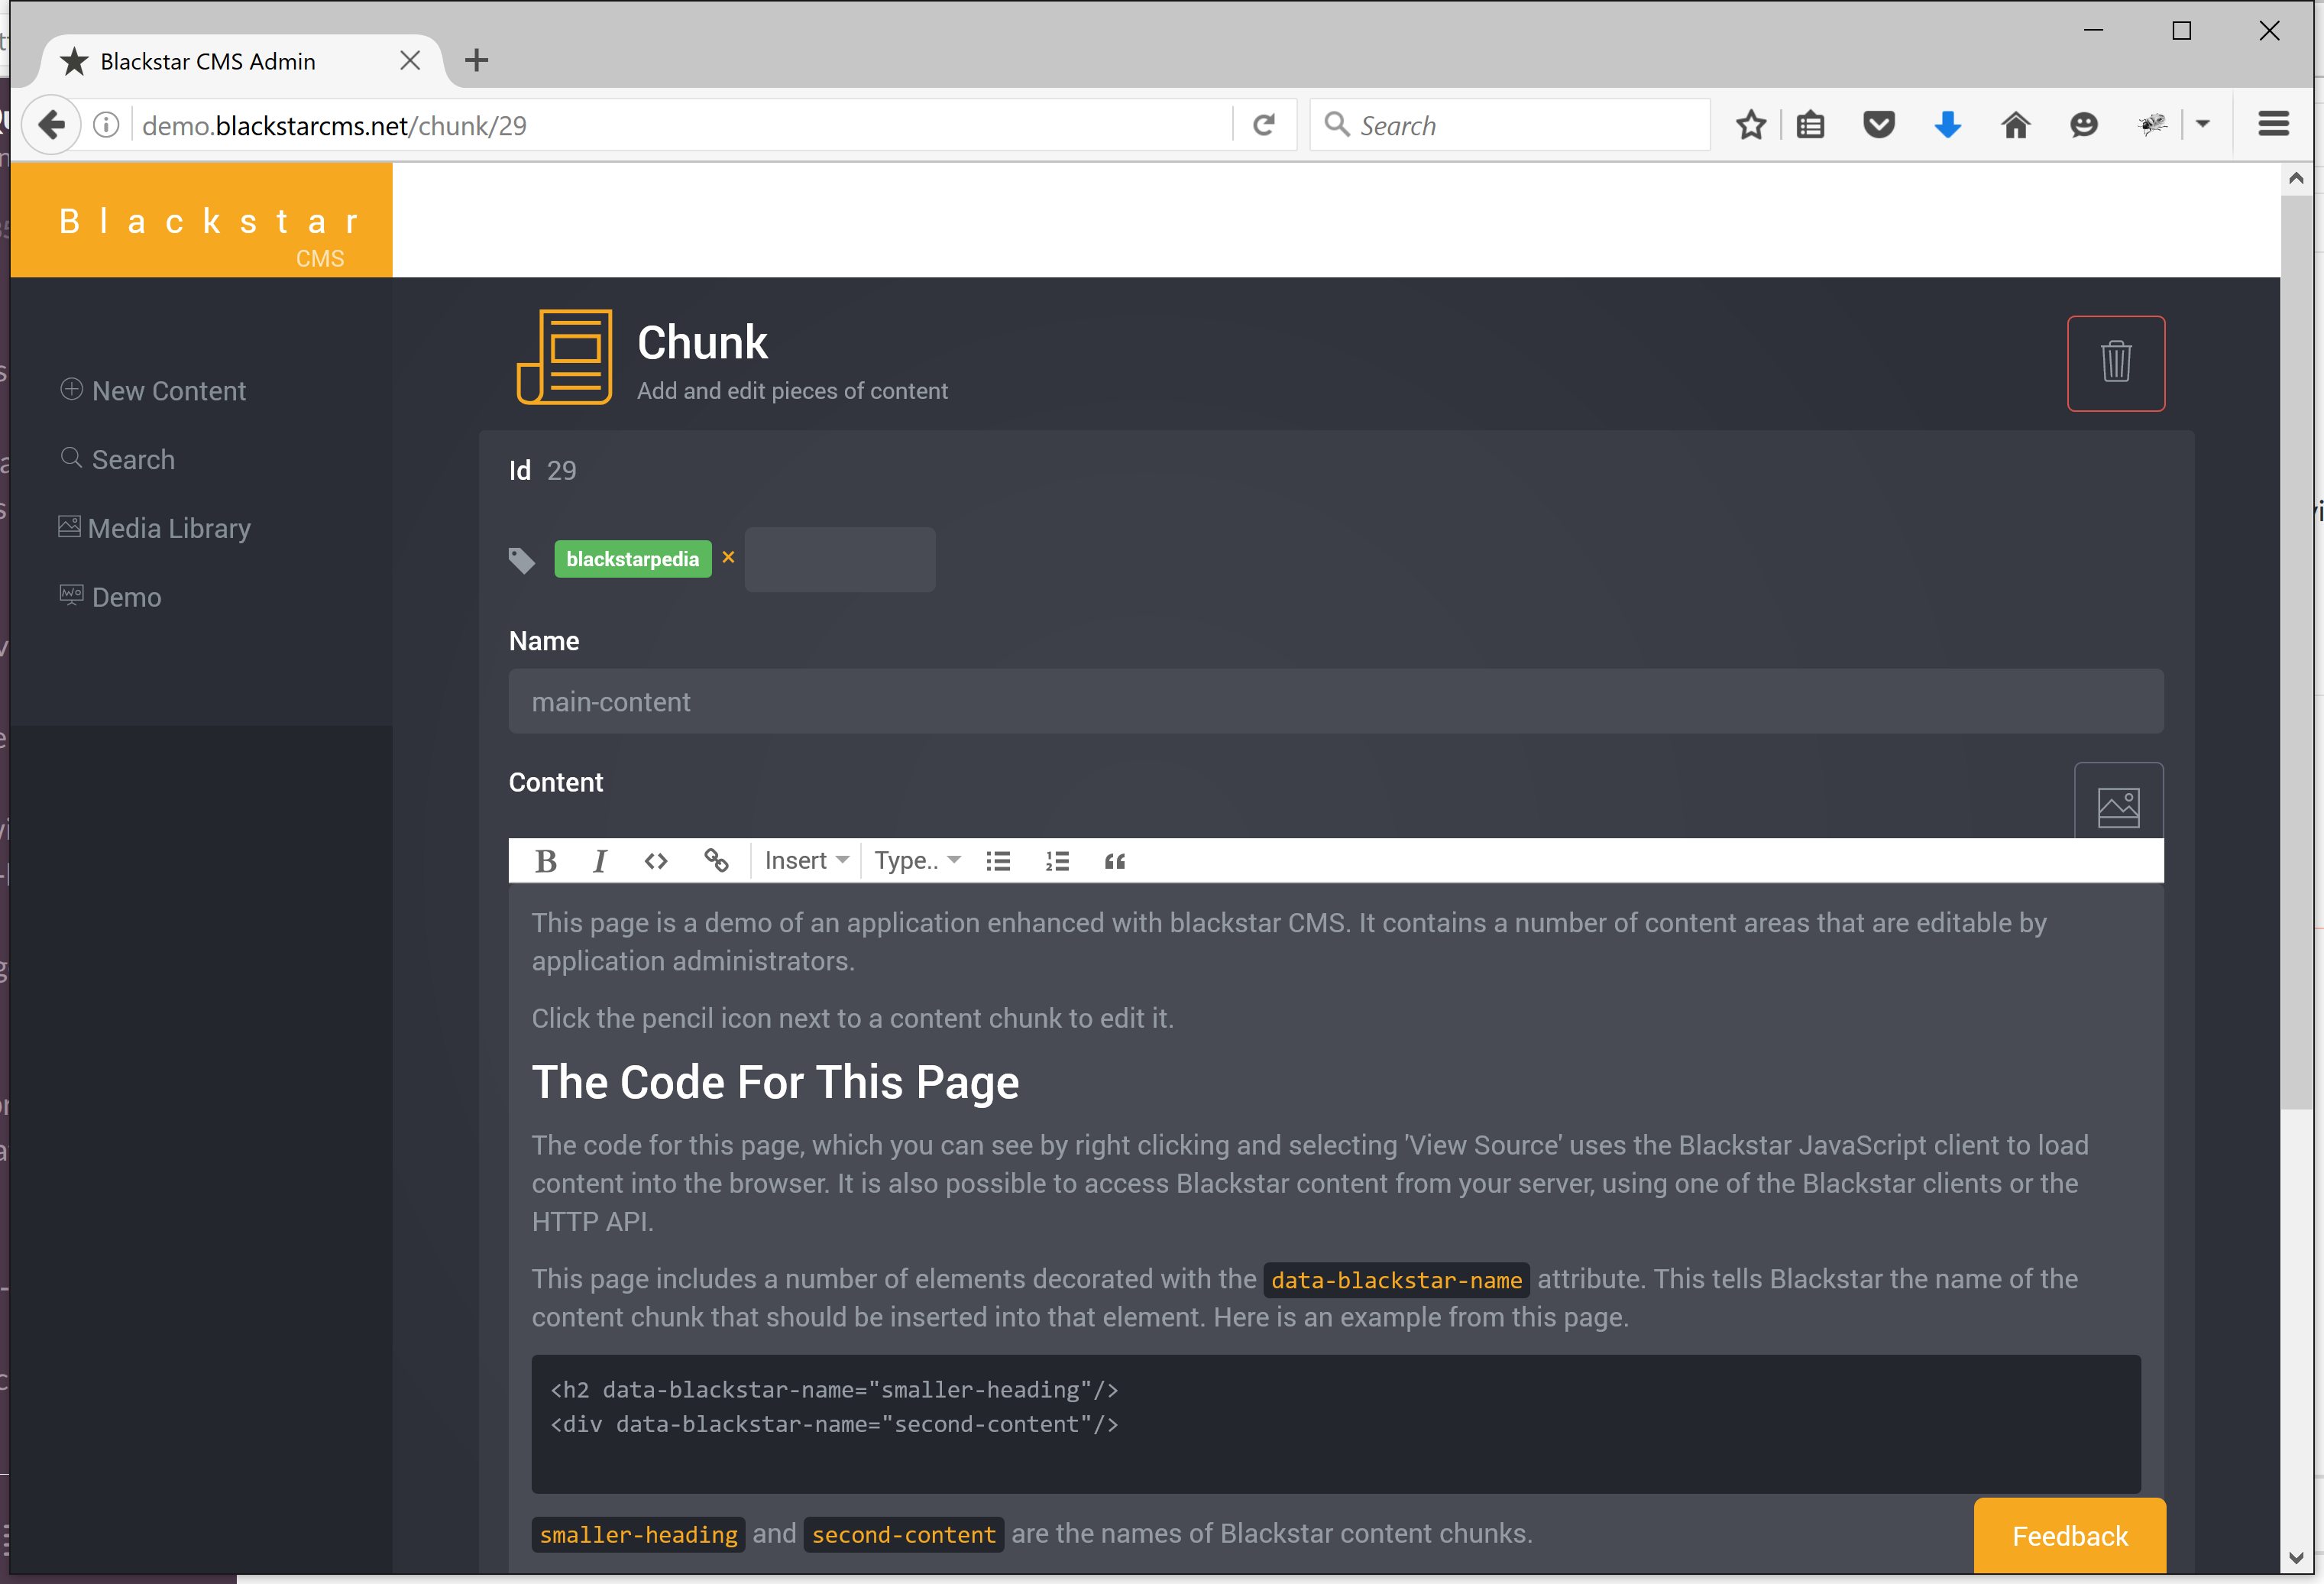 Blackstar CMS Admin
demo.blackstarcms.net/chunk/29
Search
Blackstar
CMS
New Content
Search
Media Library
Demo
Chunk
Add and edit pieces of content
Id 29
blackstarpedia ×
Name
main-content
Content
B I <> Insert Type..
This page is a demo of an application enhanced with blackstar CMS. It contains a number of content areas that are editable by
application administrators.
Click the pencil icon next to a content chunk to edit it.
The Code For This Page
The code for this page, which you can see by right clicking and selecting 'View Source' uses the Blackstar JavaScript client to load
content into the browser. It is also possible to access Blackstar content from your server, using one of the Blackstar clients or the
HTTP API.
This page includes a number of elements decorated with the data-blackstar-name attribute. This tells Blackstar the name of the
content chunk that should be inserted into that element. Here is an example from this page.
<h2 data-blackstar-name="smaller-heading"/>
<div data-blackstar-name="second-content"/>
smaller-heading and second-content are the names of Blackstar content chunks.
Feedback